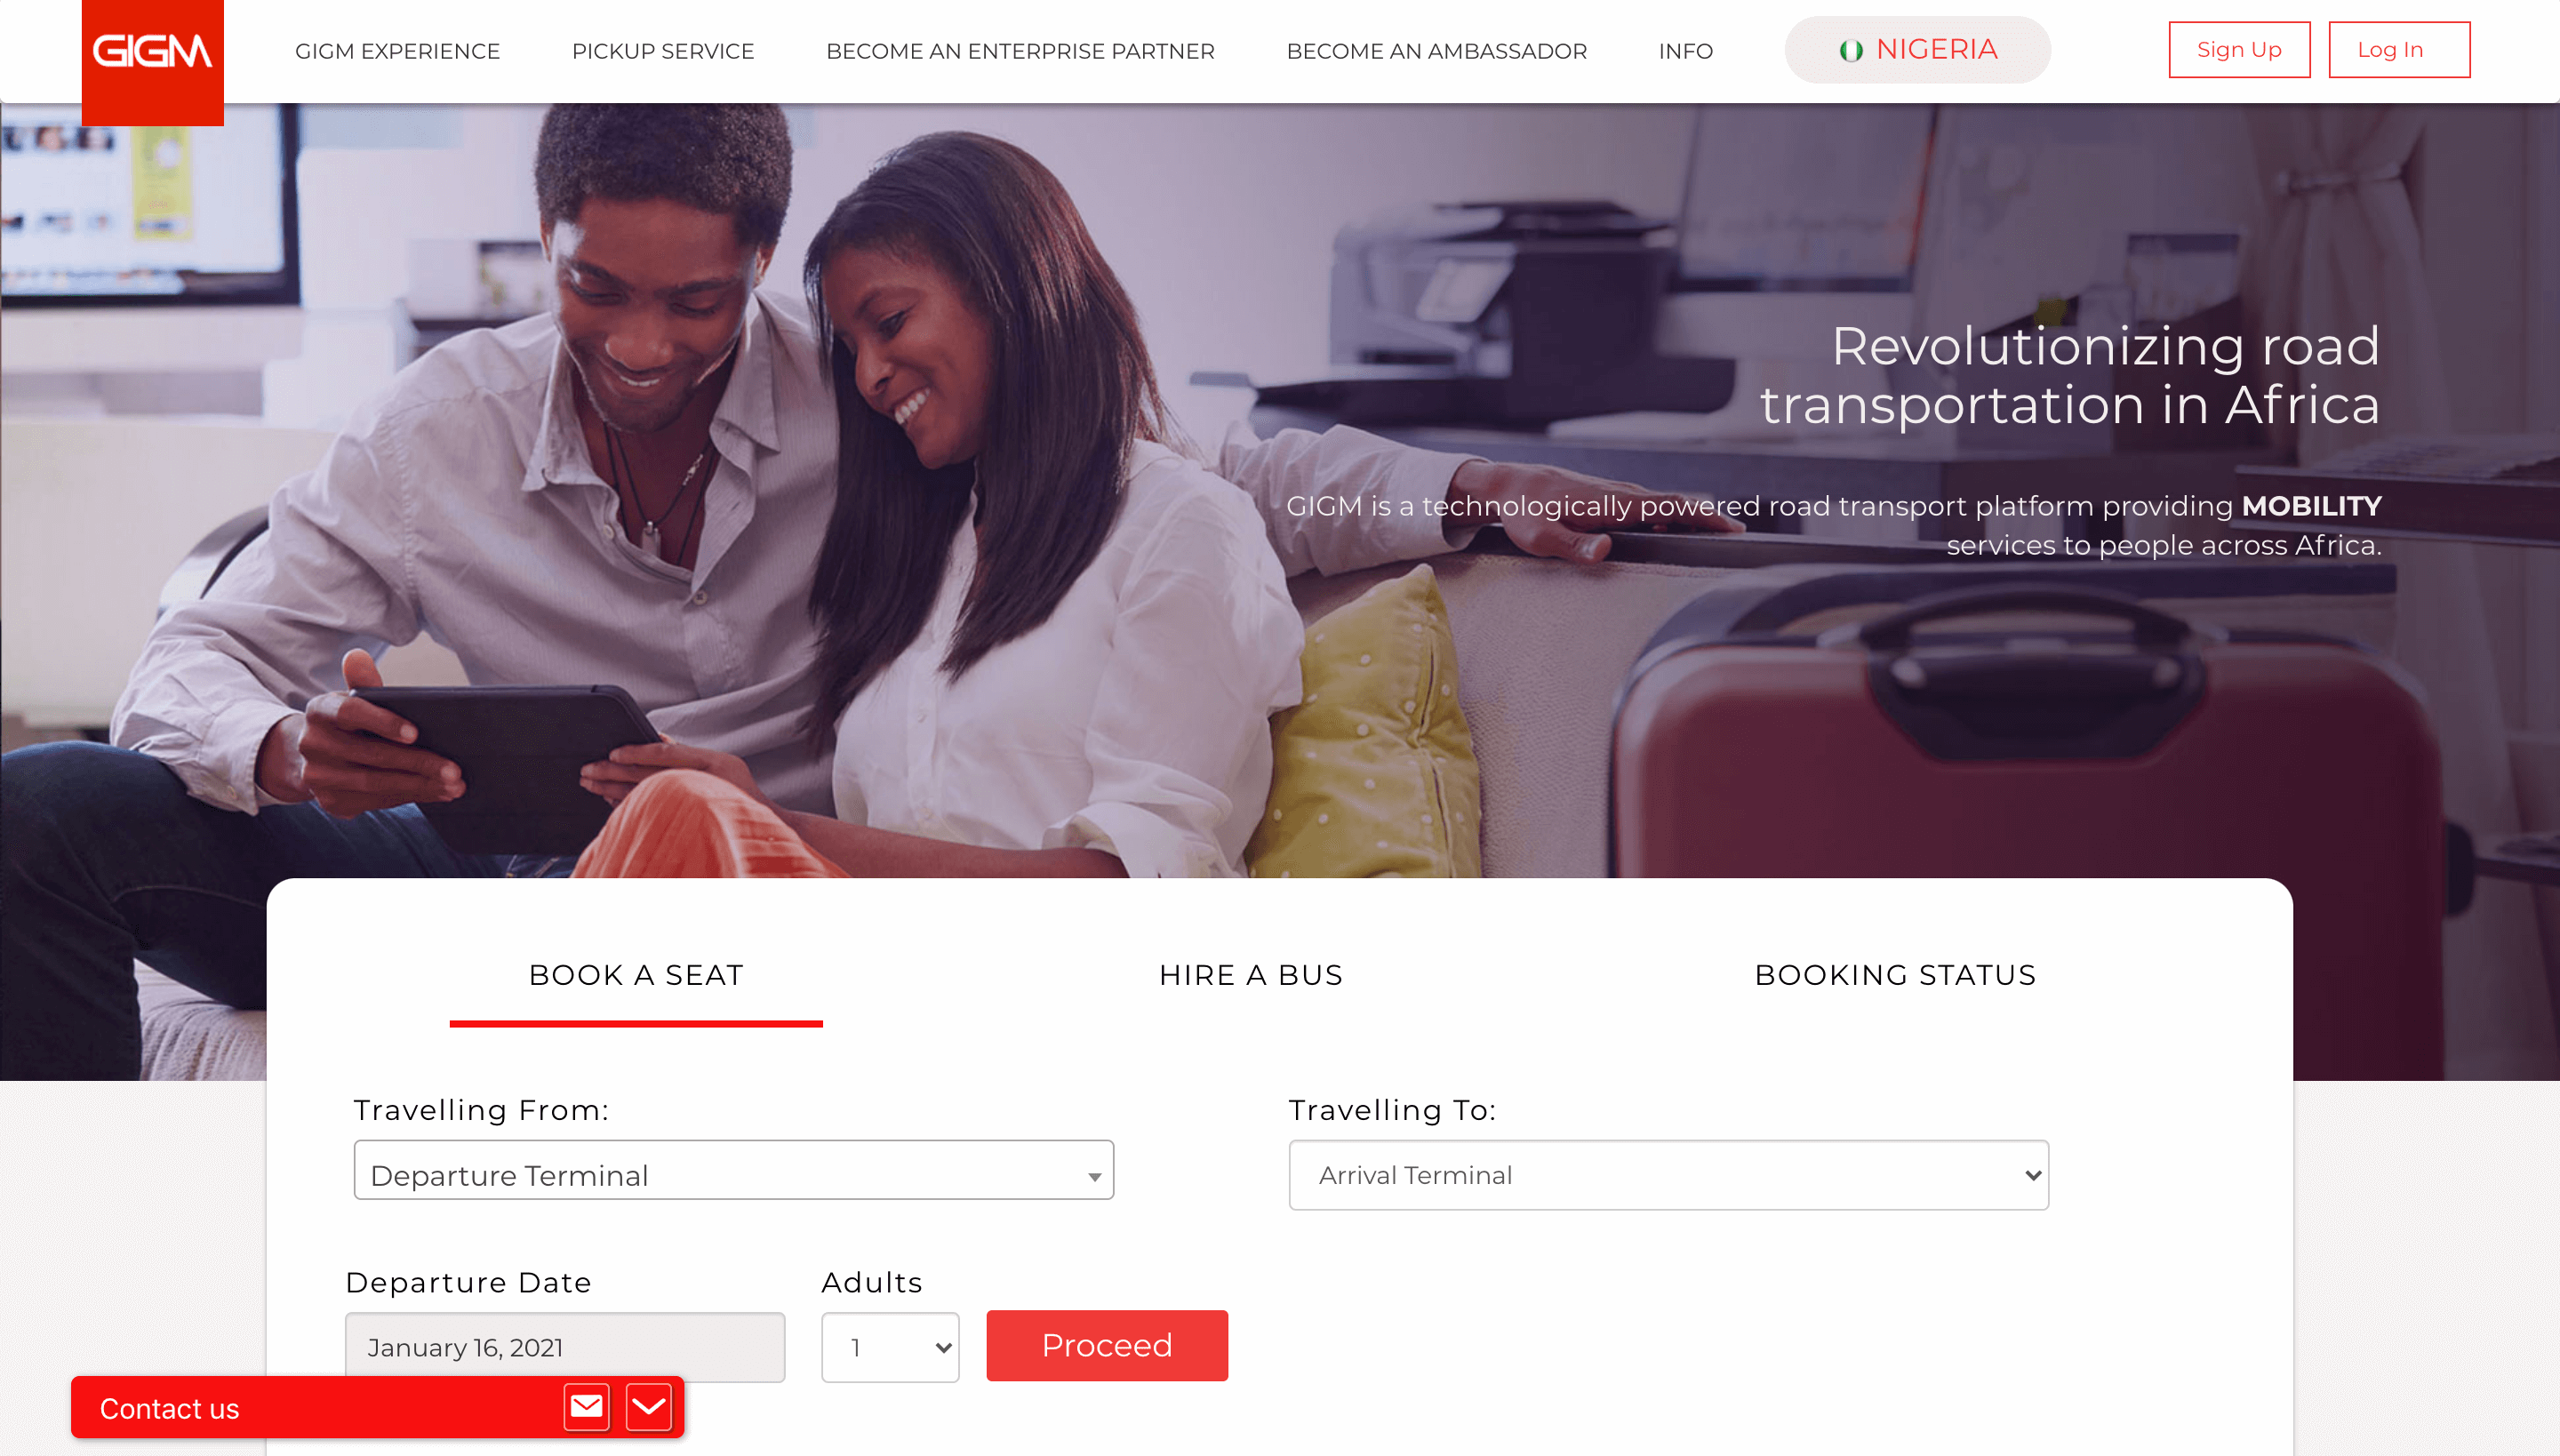 GIGM
GIGM EXPERIENCE
PICKUP SERVICE
BECOME AN ENTERPRISE PARTNER
BECOME AN AMBASSADOR
INFO
NIGERIA
Sign Up
Log In
Revolutionizing road
transportation in Africa
GIGM is a technologically powered road transport platform providing MOBILITY
services to people across Africa.
BOOK A SEAT
HIRE A BUS
BOOKING STATUS
Travelling From:
Travelling To:
Departure Terminal
Arrival Terminal
Departure Date
Adults
January 16, 2021
1
Proceed
Contact us